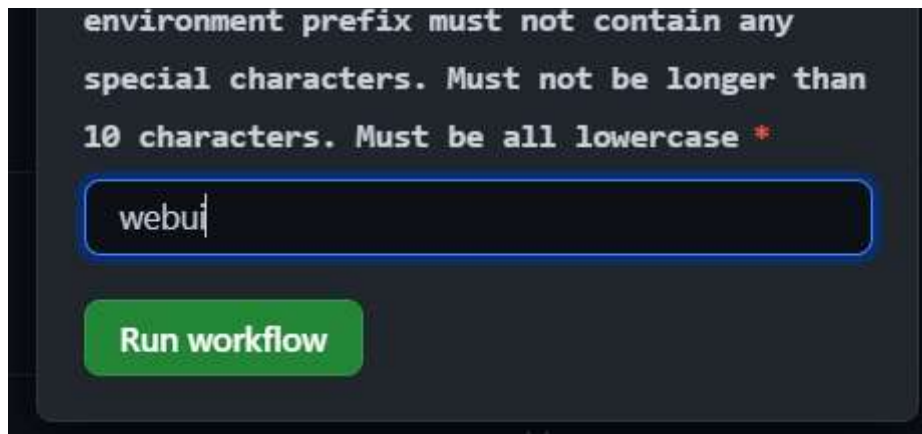 environment prefix must not contain any
special characters. Must not be longer than
10 characters. Must be all lowercase *
webui
Run workflow